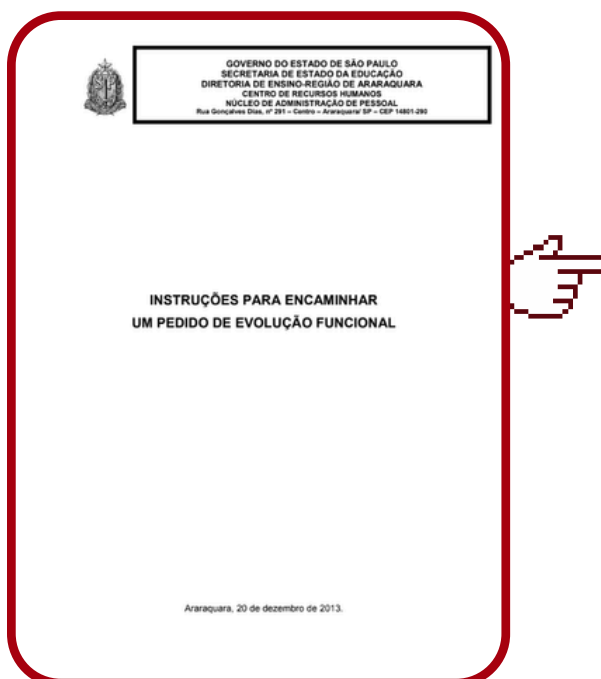 GOVERNO DO ESTADO DE SÃO PAULO
SECRETARIA DE ESTADO DA EDUCAÇÃO
DIRETORIA DE ENSINO-REGIÃO DE ARARAQUARA
CENTRO DE RECURSOS HUMANOS
NÚCLEO DE ADMINISTRAÇÃO DE PESSOAL
Rua Gonçalves Dias, nº 291 – Centro – Araraquara/ SP – CEP 14801-290
INSTRUÇÕES PARA ENCAMINHAR
UM PEDIDO DE EVOLUÇÃO FUNCIONAL
Araraquara, 20 de dezembro de 2013.